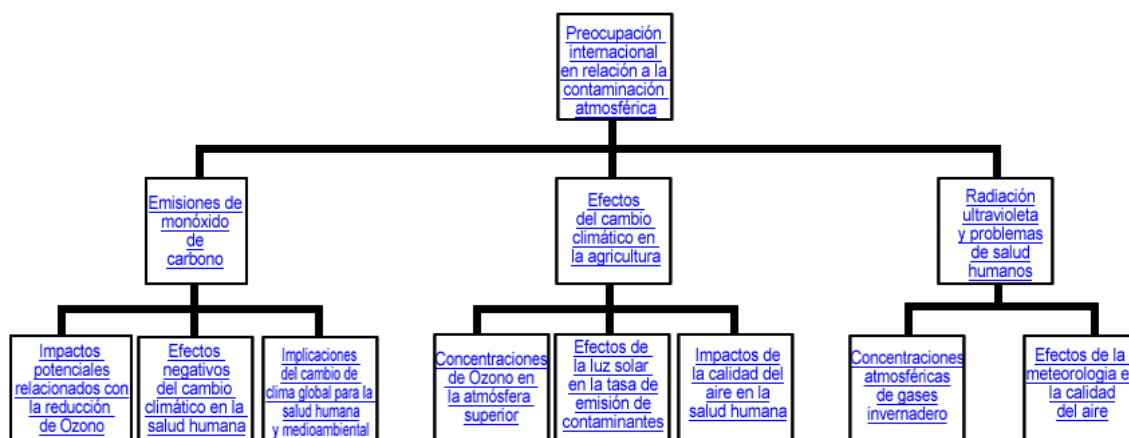 Preocupación
internacional
en relación a la
contaminación
atmosférica
Emisiones de
monóxido
de
carbono
Efectos
del cambio
climático en
la agricultura
Radiación
ultravioleta
y problemas
de salud
humanos
Impactos
potenciales
relacionados con
la reducción
de Ozono
Efectos
negativos
del cambio
climático en la
salud humana
Implicaciones
del cambio de
clima global para la
salud humana
y medioambiental
Concentraciones
de Ozono en
la atmósfera
superior
Efectos de
la luz solar
en la tasa de
emisión de
contaminantes
Impactos de
la calidad del
aire en la
salud humana
Concentraciones
atmosféricas
de gases
invernadero
Efectos de la
meteorologia e
la calidad
del aire